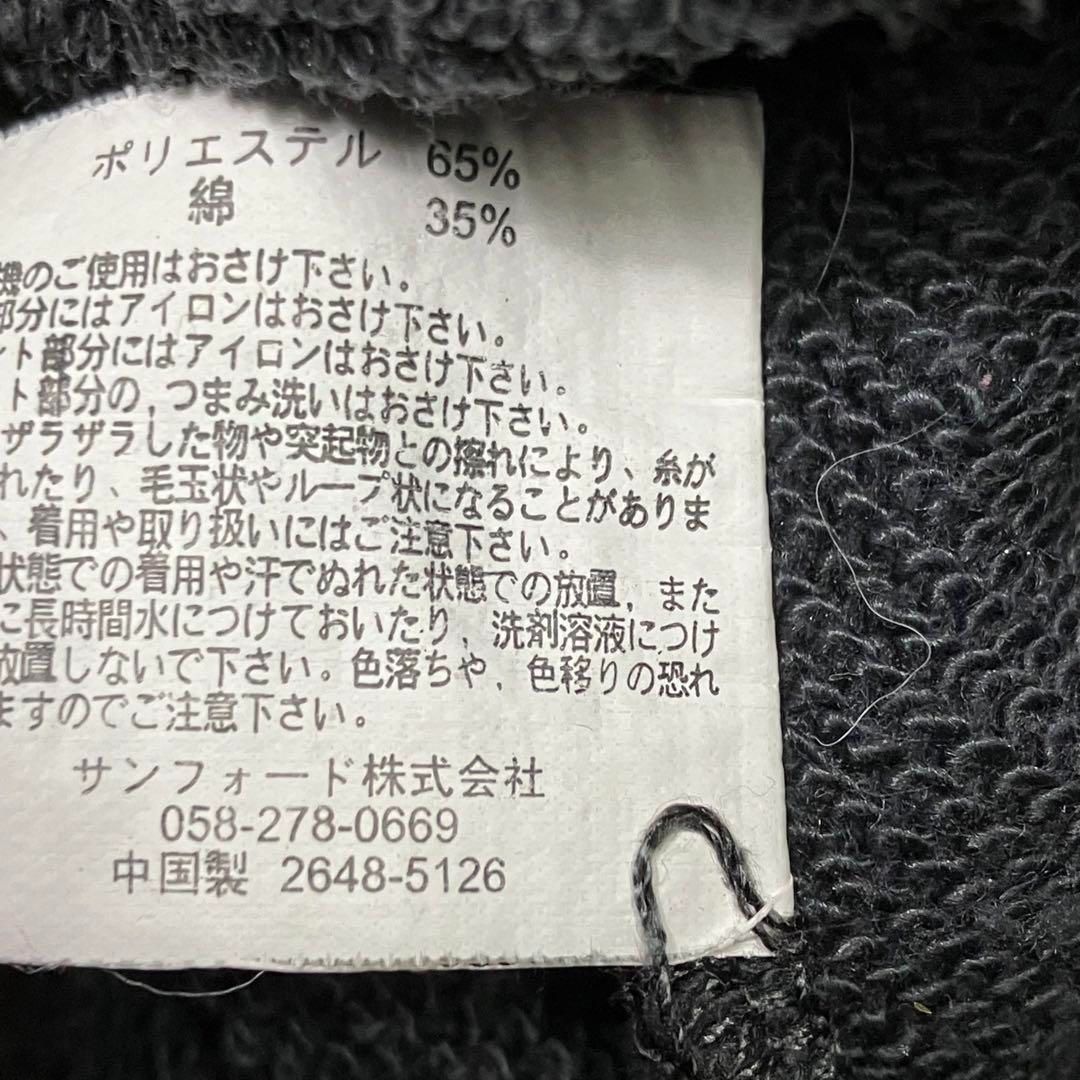 ポリエステル 65%
綿 35%
機のご使用はおさけ下さい。
部分にはアイロンはおさけ下さい。
ント部分にはアイロンはおさけ下さい。
ト部分の、つまみ洗いはおさけ下さい。
ザラザラした物や突起物との擦れにより、糸が
れたり、毛玉状やループ状になることがありま
、着用や取り扱いにはご注意下さい。
状態での着用や汗でぬれた状態での放置、また
に長時間水につけておいたり、洗剤溶液につけ
放置しないで下さい。色落ちや、色移りの恐れ
ますのでご注意下さい。
サンフォード株式会社
058-278-0669
中国製 2648-5126